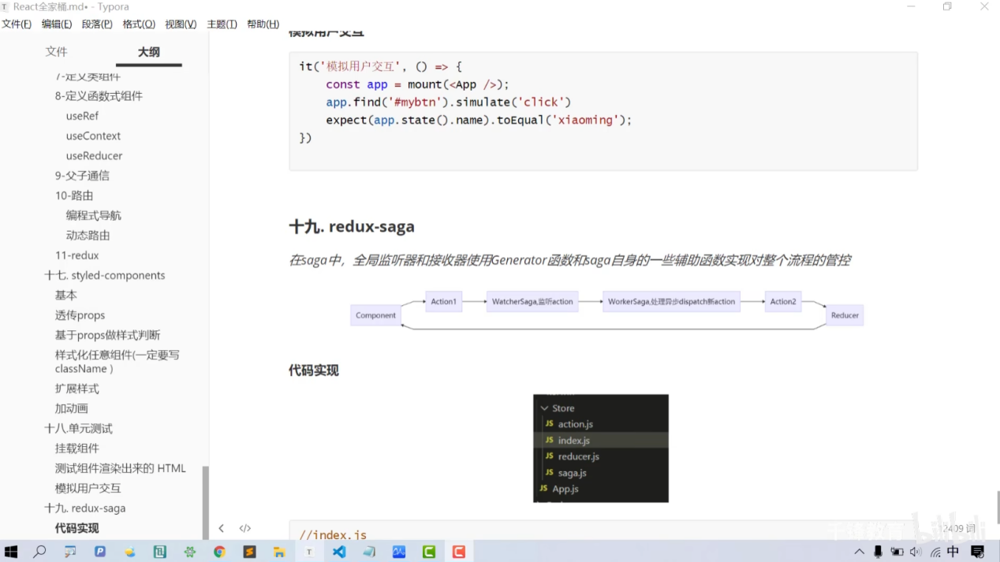 React全家桶.md• - Typora
文件(F) 编辑(E) 段落(P) 格式(O) 视图(V) 主题(T) 帮助(H)
文件 大纲
7-定义类组件
8-定义函数式组件
useRef
useContext
useReducer
9-父子通信
10-路由
编程式导航
动态路由
11-redux
十七. styled-components
基本
透传props
基于props做样式判断
样式化任意组件(一定要写
className )
扩展样式
加动画
十八.单元测试
挂载组件
测试组件渲染出来的 HTML
模拟用户交互
十九. redux-saga
代码实现
模拟用户交互
it('模拟用户交互', () => {
const app = mount(<App />);
app.find('#mybtn').simulate('click')
expect(app.state().name).toEqual('xiaoming');
})
十九. redux-saga
在saga中，全局监听器和接收器使用Generator函数和saga自身的一些辅助函数实现对整个流程的管控
Component
Action1
WatcherSaga,监听action
WorkerSaga,处理异步dispatch新action
Action2
Reducer
代码实现
Store
JS action.js
JS index.js
JS reducer.js
JS saga.js
JS App.js
//index.js
千锋教育 bilibili
12409 词
中